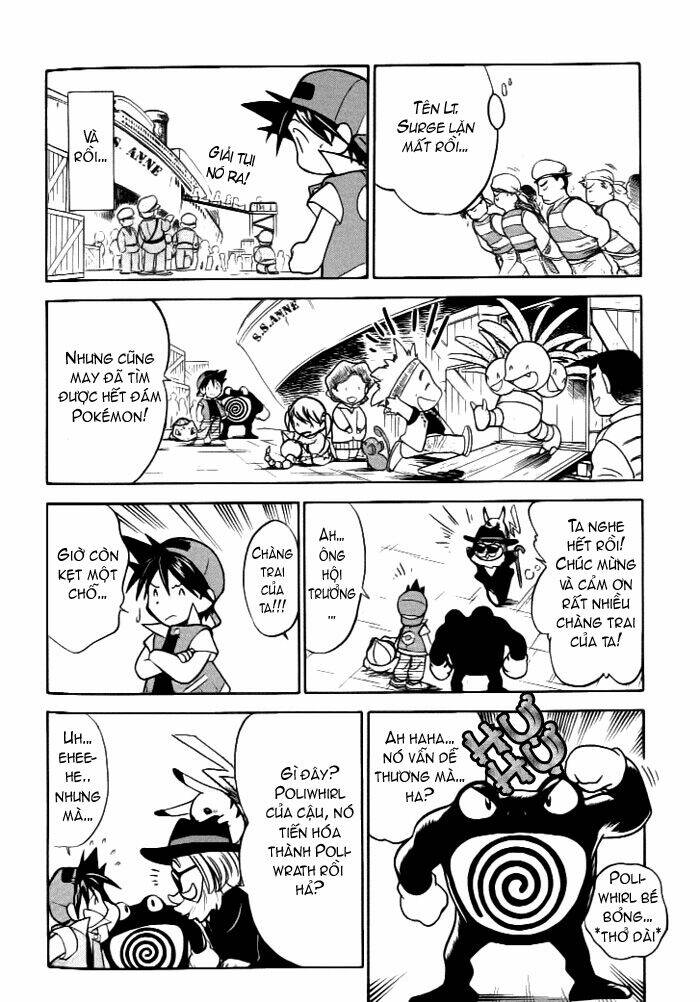 VÀ
RỒI...
S.S. ANNE
GIẢI TỤI
NÓ RA!
TÊN LT.
SURGE LẶN
MẤT RỒI...
NHƯNG CŨNG
MAY ĐÃ TÌM
ĐƯỢC HẾT ĐÁM
POKÉMON!
S.S.ANNE
GIỜ CÒN
KẸT MỘT
CHỖ...
CHÀNG
TRAI
CỦA
TA!!!
AH...
ÔNG
HỘI
TRƯỞNG
...
TA NGHE
HẾT RỒI!
CHÚC MỪNG
VÀ CẢM ƠN
RẤT NHIỀU
CHÀNG TRAI
CỦA TA!
UH...
EHEE-
HE..
NHƯNG
MÀ...
GÌ ĐÂY?
POLIWHIRL
CỦA CẬU, NÓ
TIẾN HÓA
THÀNH POLI-
WRATH RỒI
HẢ?
AH HAHA...
NÓ VẪN DỄ
THƯƠNG MÀ...
HA?
HƯ
HƯ
POLI-
WHIRL BÉ
BỎNG...
*THỞ DÀI*